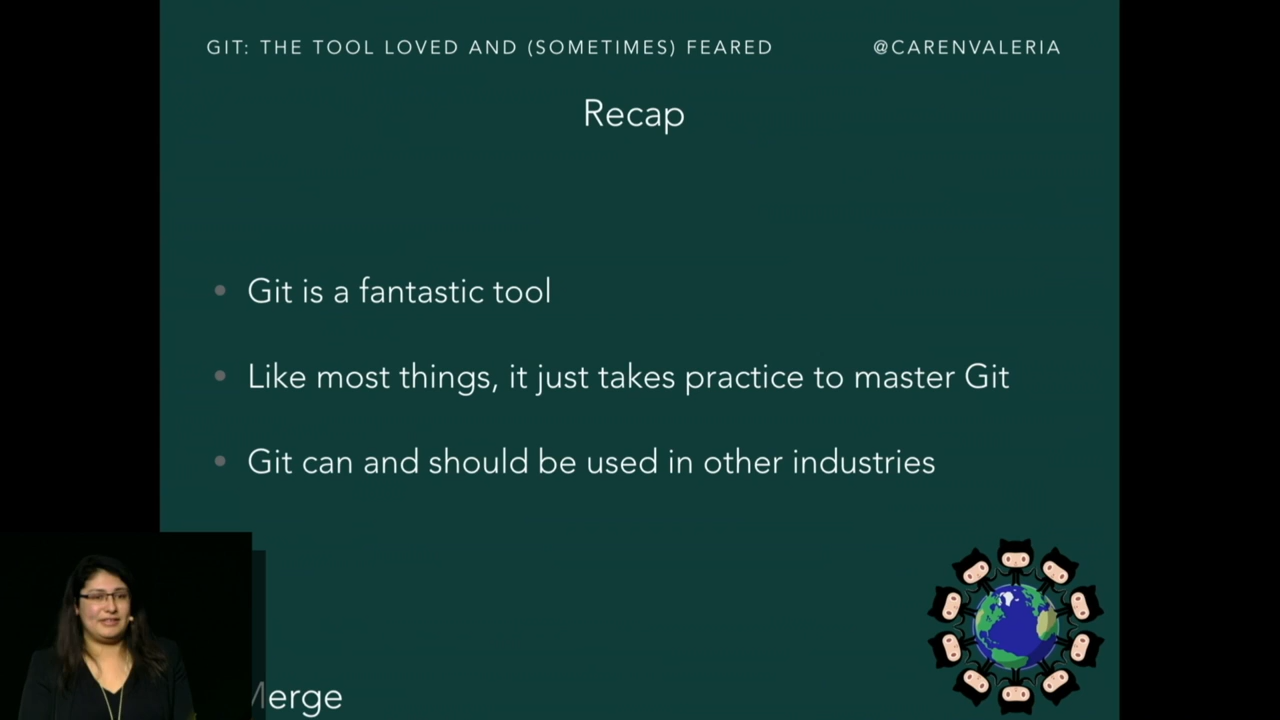 GIT: THE TOOL LOVED AND (SOMETIMES) FEARED @CARENVALERIA
Recap
• Git is a fantastic tool
• Like most things, it just takes practice to master Git
• Git can and should be used in other industries
Merge